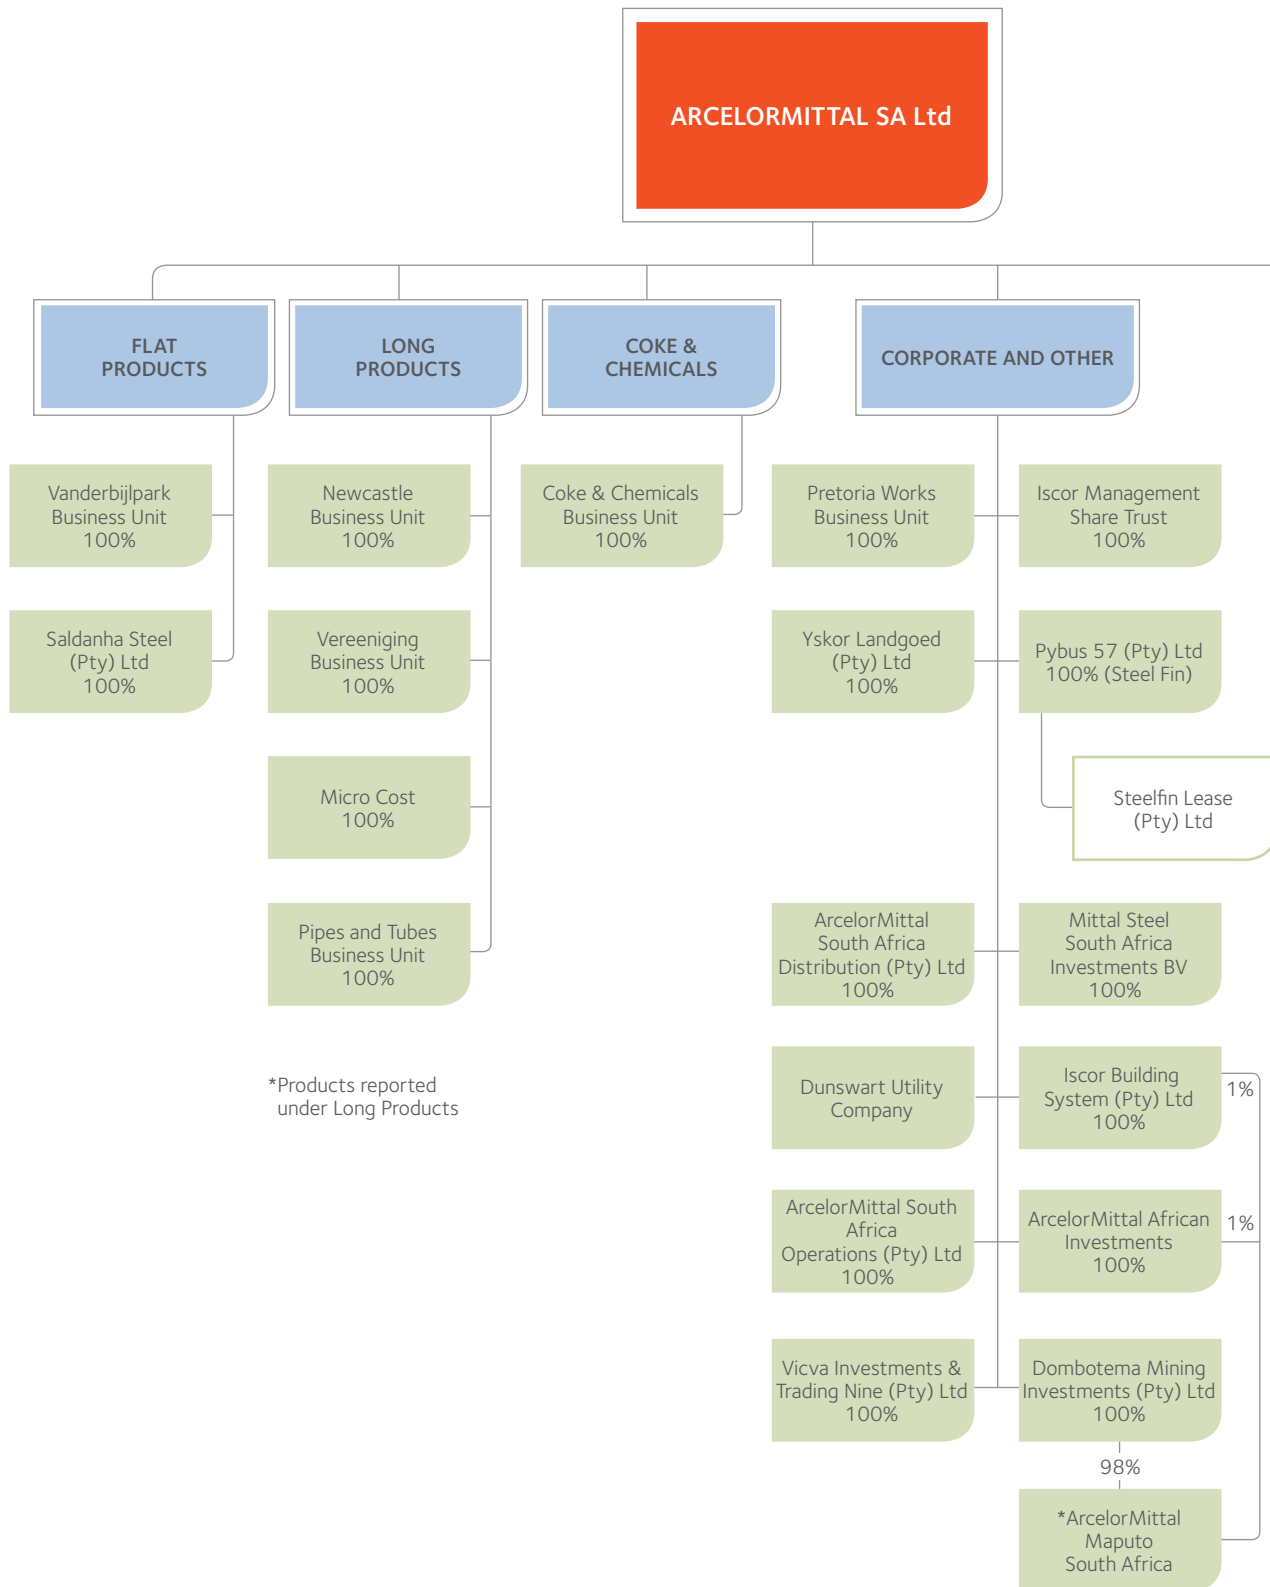 ARCELORMITTAL SA Ltd
FLAT
PRODUCTS
LONG
PRODUCTS
COKE &
CHEMICALS
CORPORATE AND OTHER
Vanderbijlpark
Business Unit
100%
Saldanha Steel
(Pty) Ltd
100%
Newcastle
Business Unit
100%
Vereeniging
Business Unit
100%
Micro Cost
100%
Pipes and Tubes
Business Unit
100%
*Products reported
under Long Products
Coke & Chemicals
Business Unit
100%
Pretoria Works
Business Unit
100%
Iscor Management
Share Trust
100%
Yskor Landgoed
(Pty) Ltd
100%
Pybus 57 (Pty) Ltd
100% (Steel Fin)
Steelfin Lease
(Pty) Ltd
ArcelorMittal
South Africa
Distribution (Pty) Ltd
100%
Mittal Steel
South Africa
Investments BV
100%
Dunswart Utility
Company
Iscor Building
System (Pty) Ltd
100%
1%
ArcelorMittal South
Africa
Operations (Pty) Ltd
100%
ArcelorMittal African
Investments
100%
1%
Vicva Investments &
Trading Nine (Pty) Ltd
100%
Dombotema Mining
Investments (Pty) Ltd
100%
98%
*ArcelorMittal
Maputo
South Africa